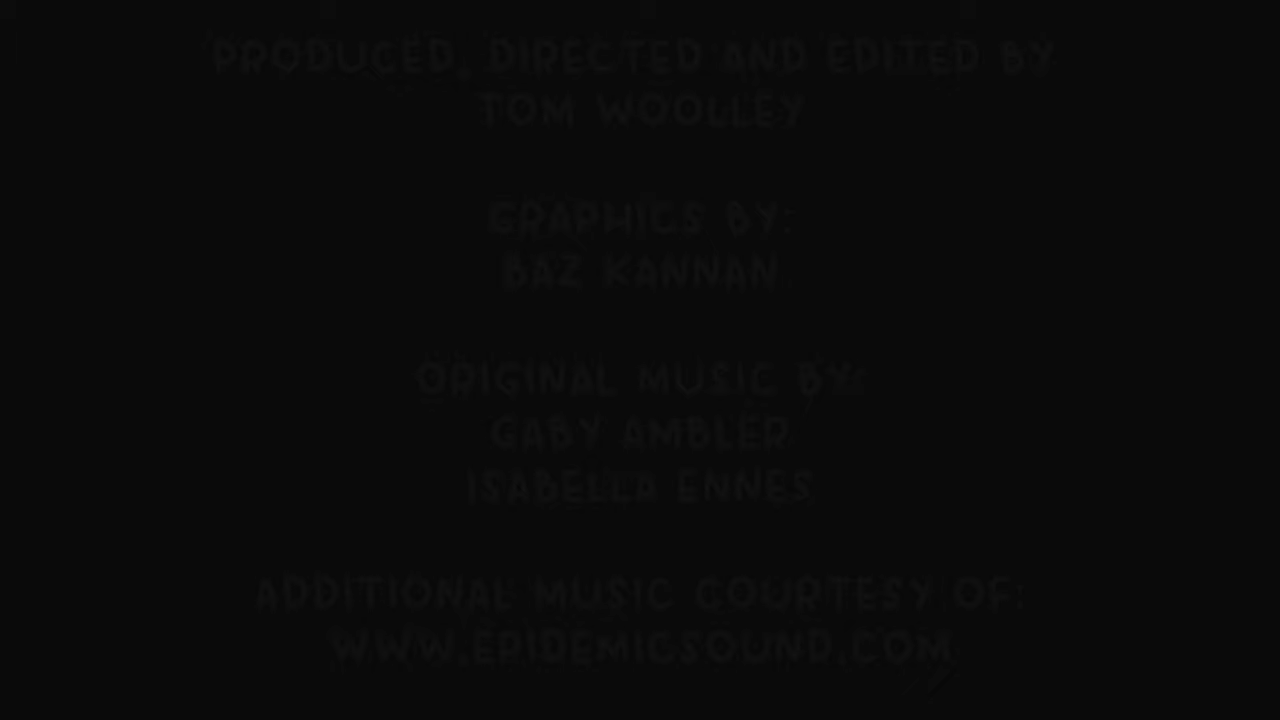 PRODUCED, DIRECTED AND EDITED BY
TOM WOOLLEY
GRAPHICS BY:
BAZ KANNAN
ORIGINAL MUSIC BY:
GABY AMBLER
ISABELLA ENNES
ADDITIONAL MUSIC COURTESY OF:
WWW.EPIDEMICSOUND.COM